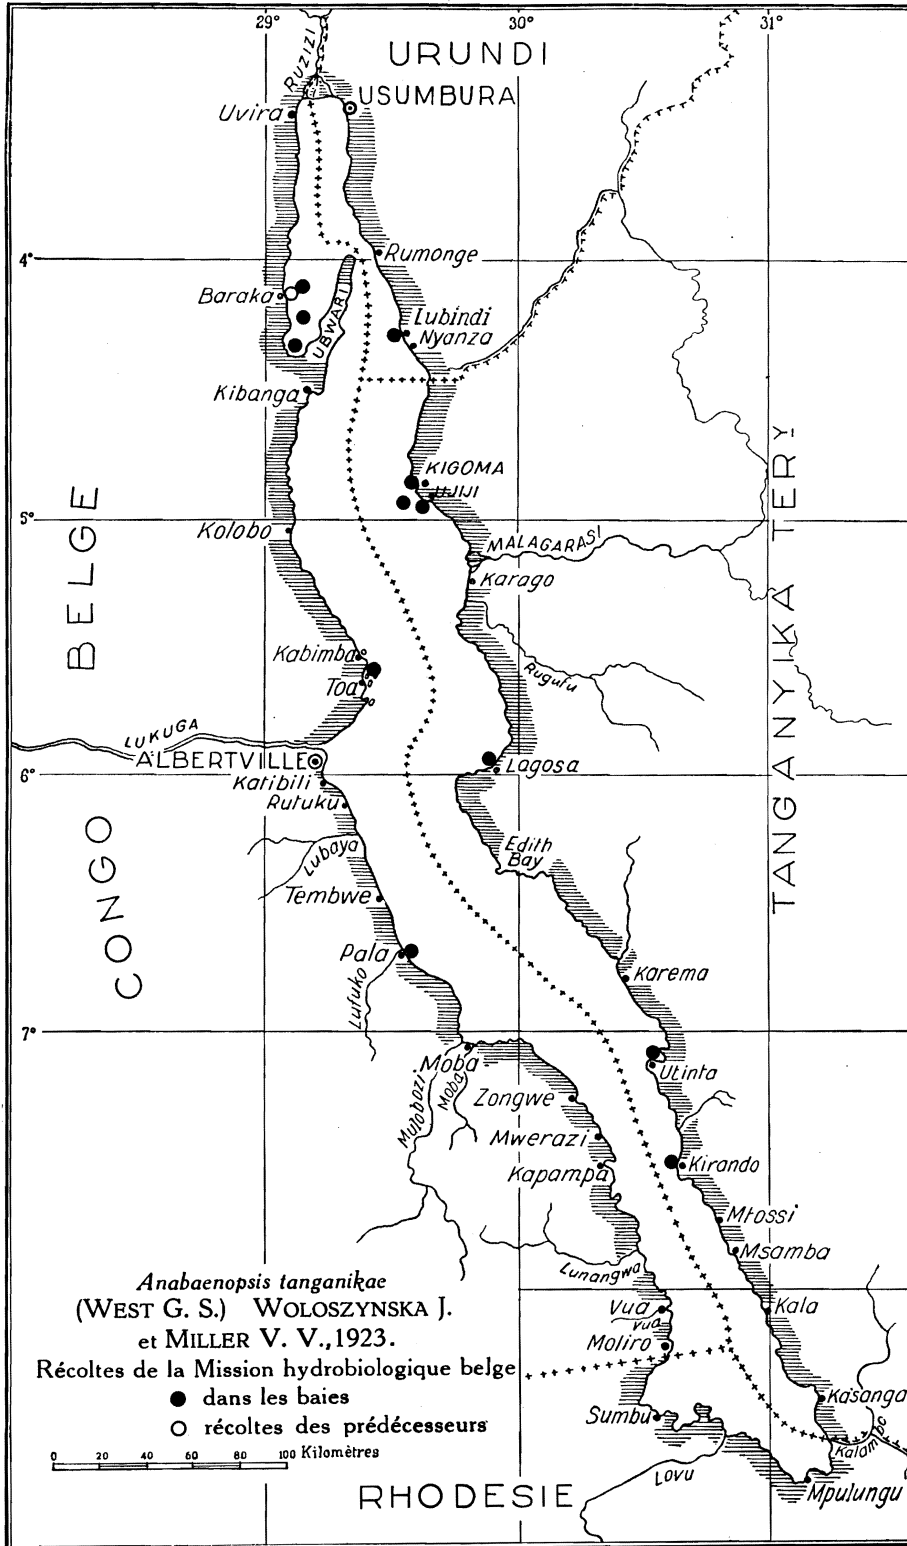 29° 30° 31°
RUZIZI
URUNDI
USUMBURA
Uvira
4°
Rumonge
Baraka
UBWARI
Lubindi
Nyanza
Kibanga
KIGOMA
UJIJI
5°
Kolobo
MALAGARASI
Karago
BELGE
TANGANYIKA TERY
Kabimba
Toa
Rugufu
LUKUGA
ALBERTVILLE
Lagosa
6°
Katibili
Rutuku
Edith
Bay
Lubaya
CONGO
Tembwe
Pala
Karema
Lufuko
7°
Moba
Utinta
Mulobozi
Moba
Zongwe
Mwerazi
Kirando
Kapampa
Mtossi
Msamba
Lunangwa
Vua
Vua
Kala
Moliro
Kasanga
Sumbu
Kalambo
Lovu
Mpulungu
RHODESIE
Anabaenopsis tanganikae
(WEST G. S.) WOLOSZYNSKA J.
et MILLER V. V., 1923.
Récoltes de la Mission hydrobiologique belge
dans les baies
récoltes des prédécesseurs
0 20 40 60 80 100 Kilomètres